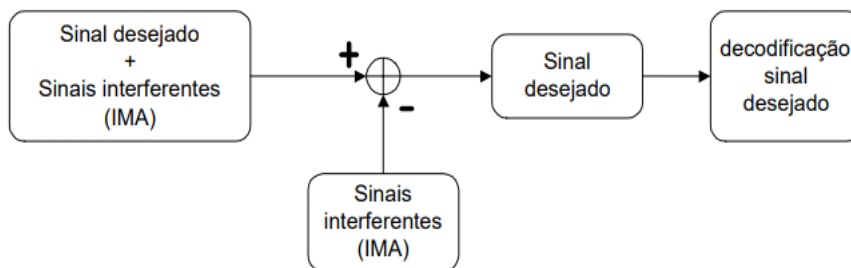 Sinal desejado
+
Sinais interferentes
(IMA)
+
-
Sinal
desejado
decodificação
sinal
desejado
Sinais
interferentes
(IMA)